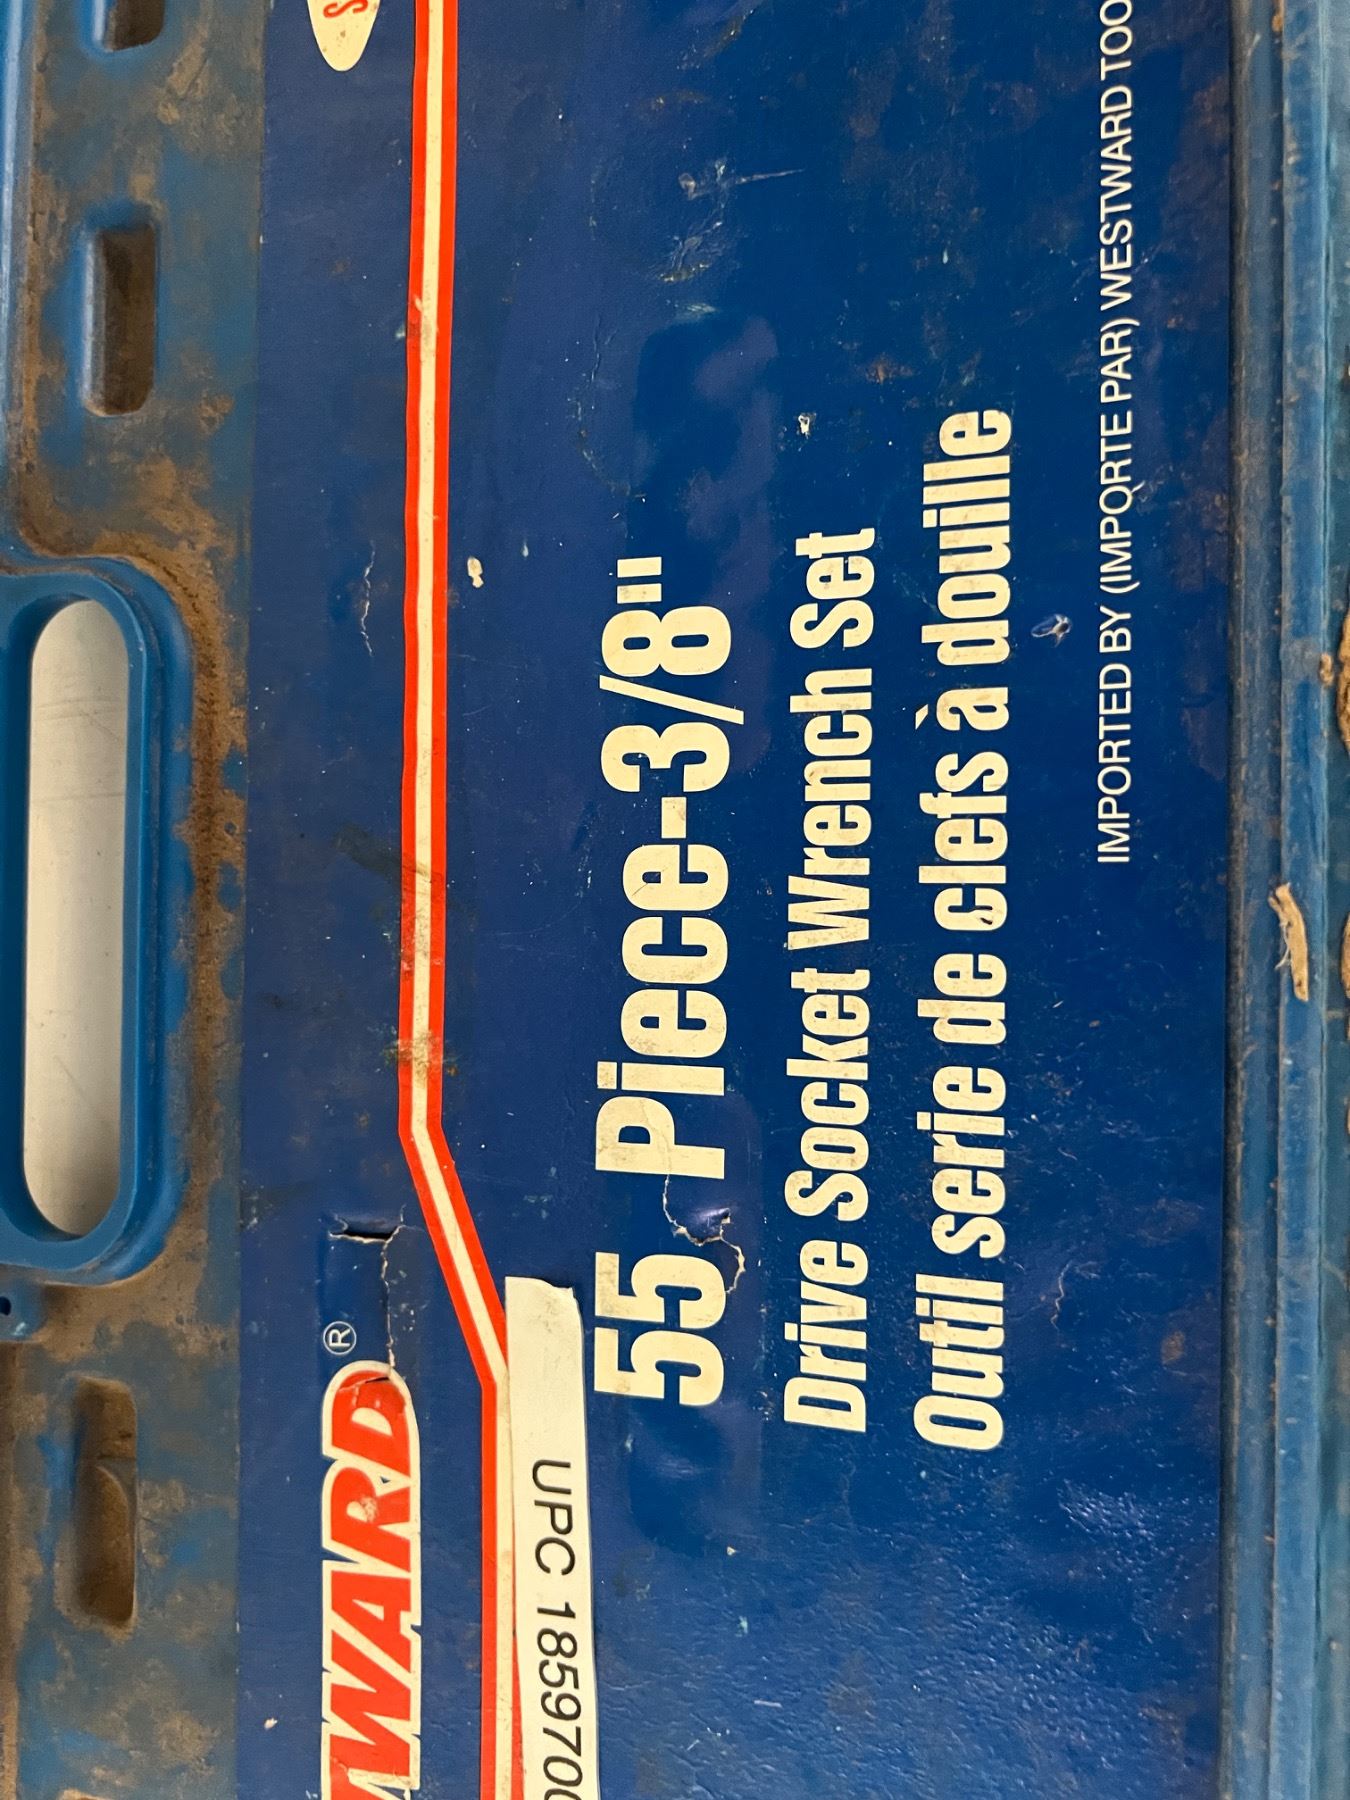 WARD®
55 Piece-3/8"
Drive Socket Wrench Set
Outil serie de clefs à douille
IMPORTED BY (IMPORTE PAR) WESTWARD TOO
UPC 1859700
S